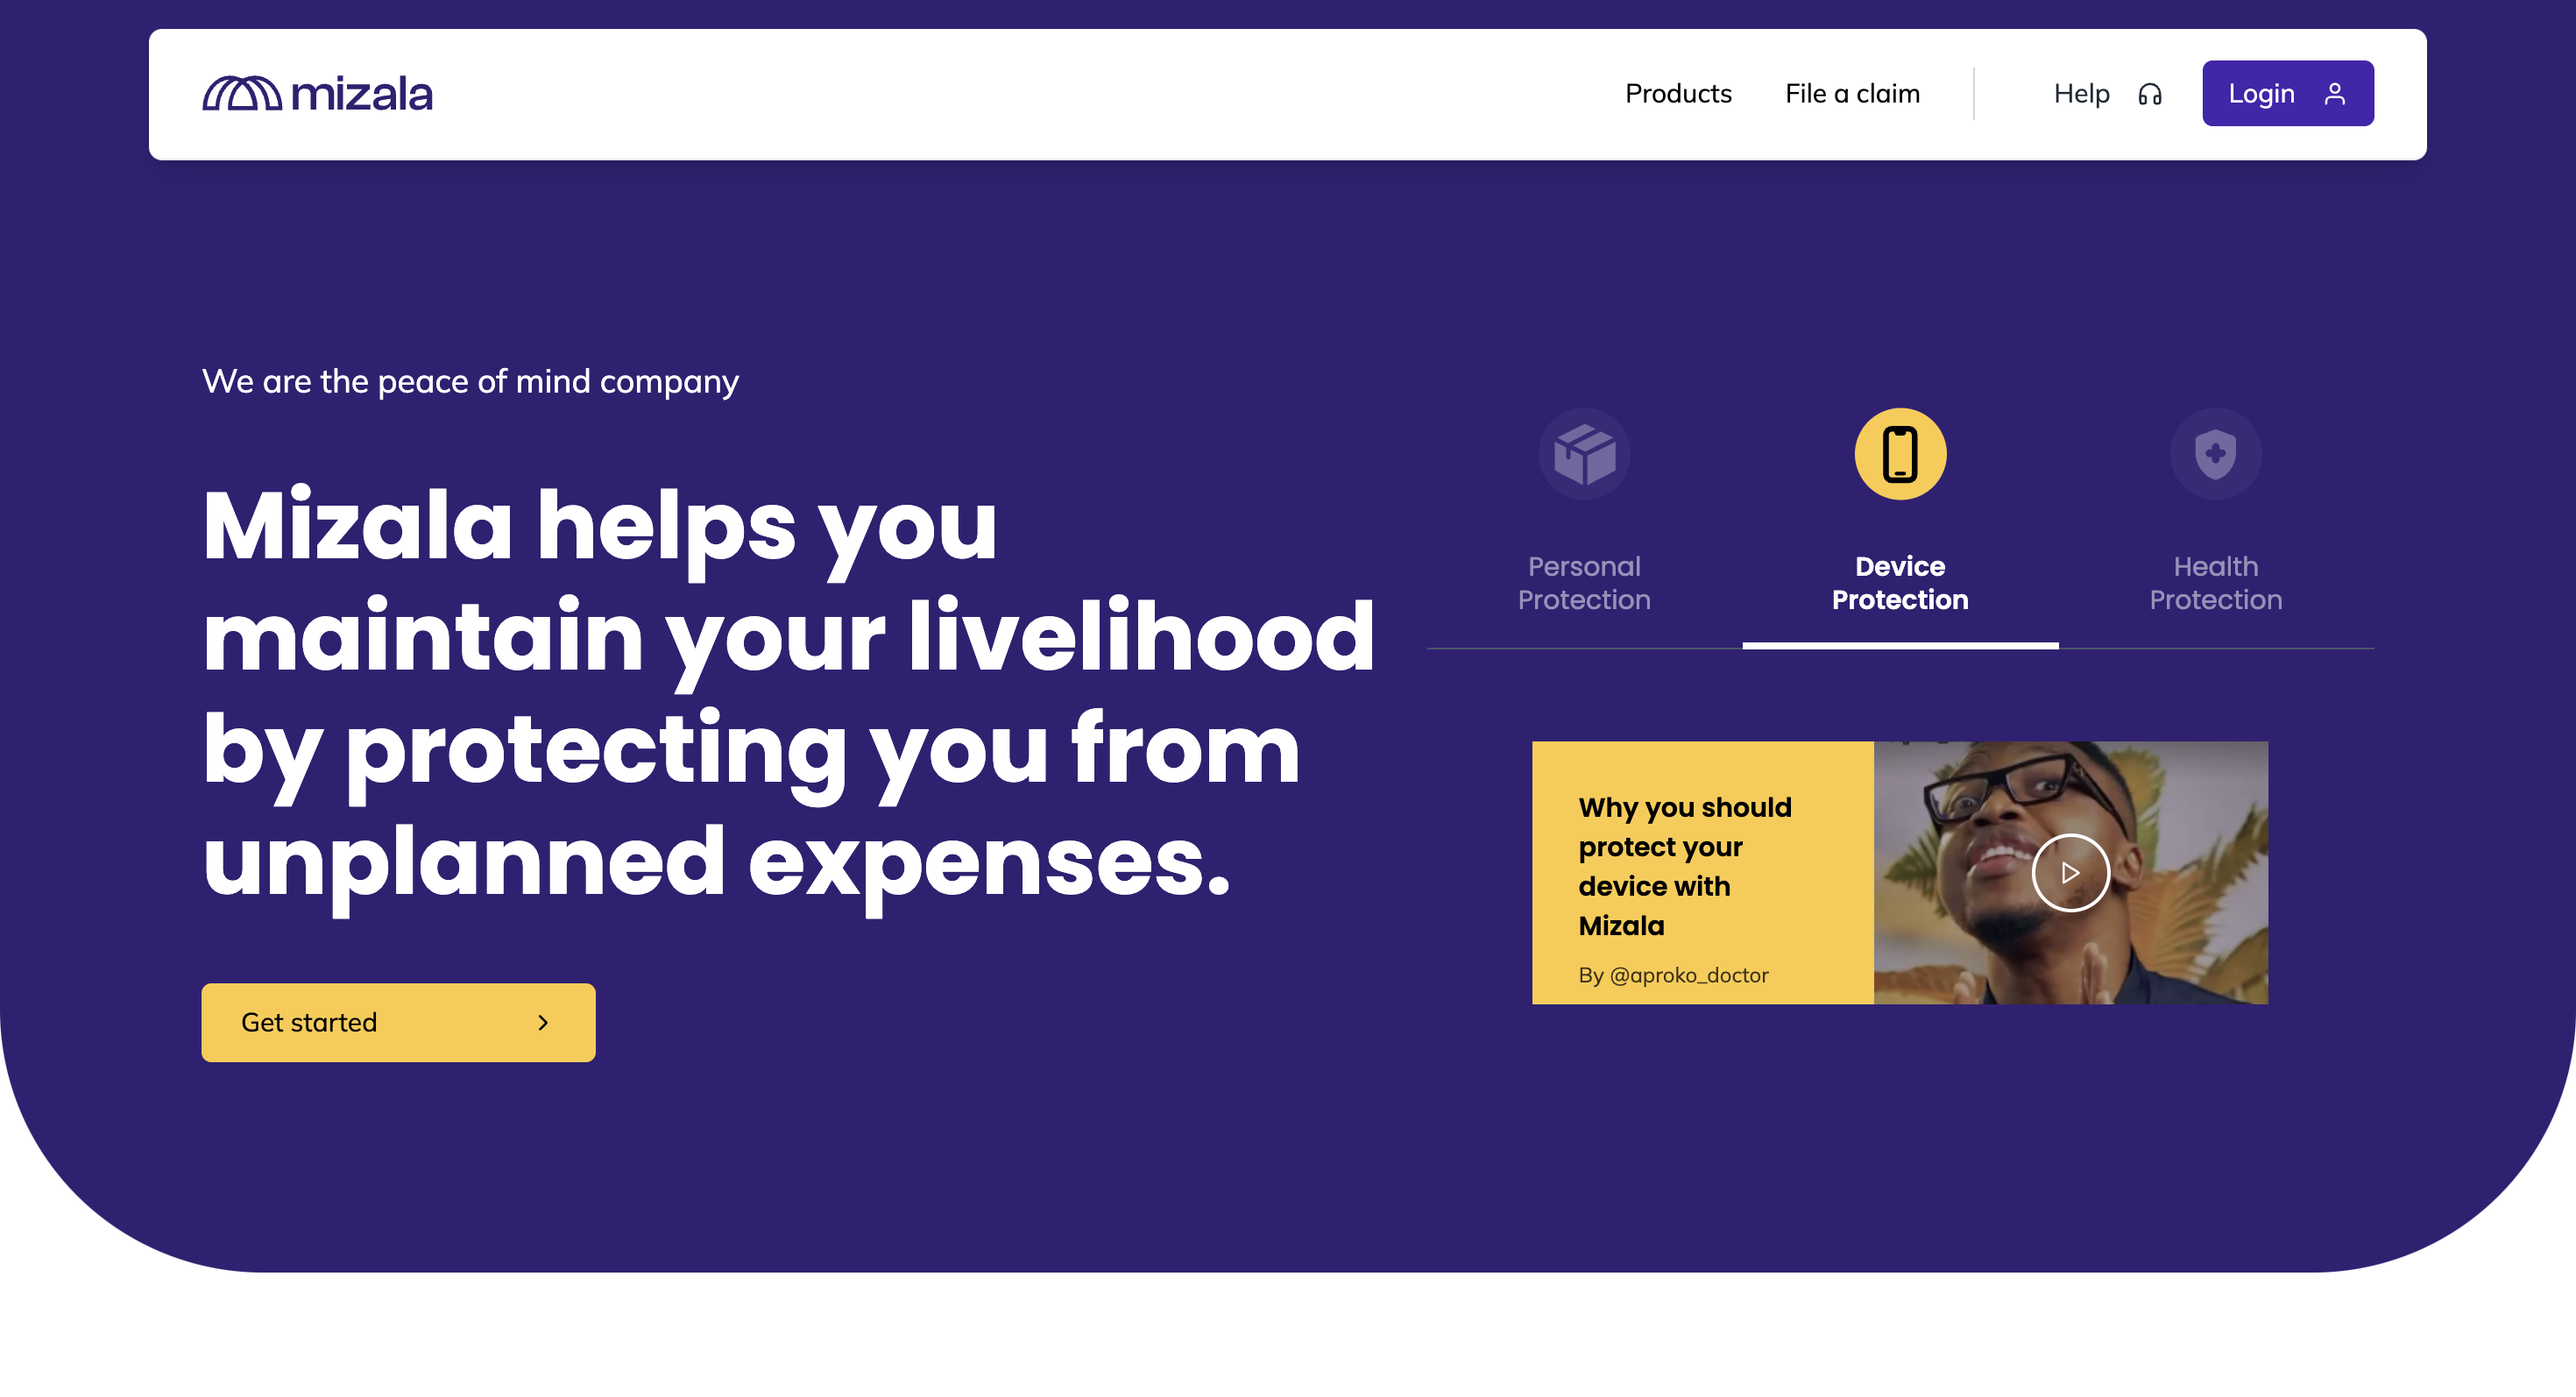 mizala
Products
File a claim
Help
Login
We are the peace of mind company
Mizala helps you
maintain your livelihood
by protecting you from
unplanned expenses.
Get started
Personal
Protection
Device
Protection
Health
Protection
Why you should
protect your
device with
Mizala
By @aproko_doctor